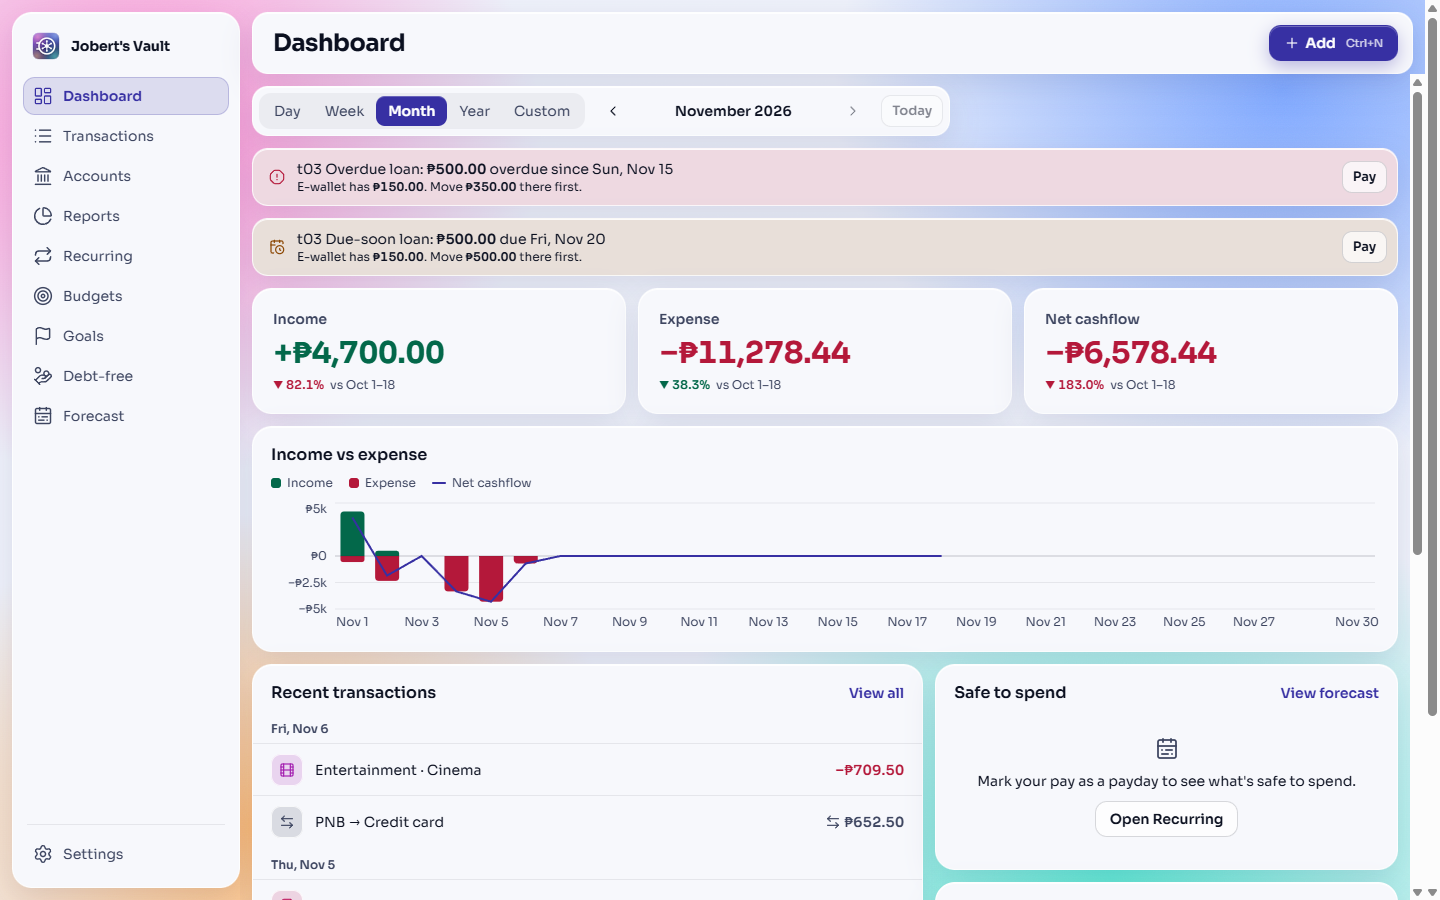 Jobert's Vault
Dashboard
Transactions
Accounts
Reports
Recurring
Budgets
Goals
Debt-free
Forecast
Settings
Dashboard
+ Add Ctrl+N
Day Week Month Year Custom
November 2026
Today
t03 Overdue loan: ₱500.00 overdue since Sun, Nov 15
E-wallet has ₱150.00. Move ₱350.00 there first.
Pay
t03 Due-soon loan: ₱500.00 due Fri, Nov 20
E-wallet has ₱150.00. Move ₱500.00 there first.
Pay
Income
+₱4,700.00
▼ 82.1% vs Oct 1–18
Expense
−₱11,278.44
▼ 38.3% vs Oct 1–18
Net cashflow
−₱6,578.44
▼ 183.0% vs Oct 1–18
Income vs expense
Income Expense Net cashflow
₱5k
₱0
−₱2.5k
−₱5k
Nov 1 Nov 3 Nov 5 Nov 7 Nov 9 Nov 11 Nov 13 Nov 15 Nov 17 Nov 19 Nov 21 Nov 23 Nov 25 Nov 27 Nov 30
Recent transactions
View all
Fri, Nov 6
Entertainment · Cinema
−₱709.50
PNB → Credit card
₱652.50
Thu, Nov 5
Safe to spend
View forecast
Mark your pay as a payday to see what's safe to spend.
Open Recurring